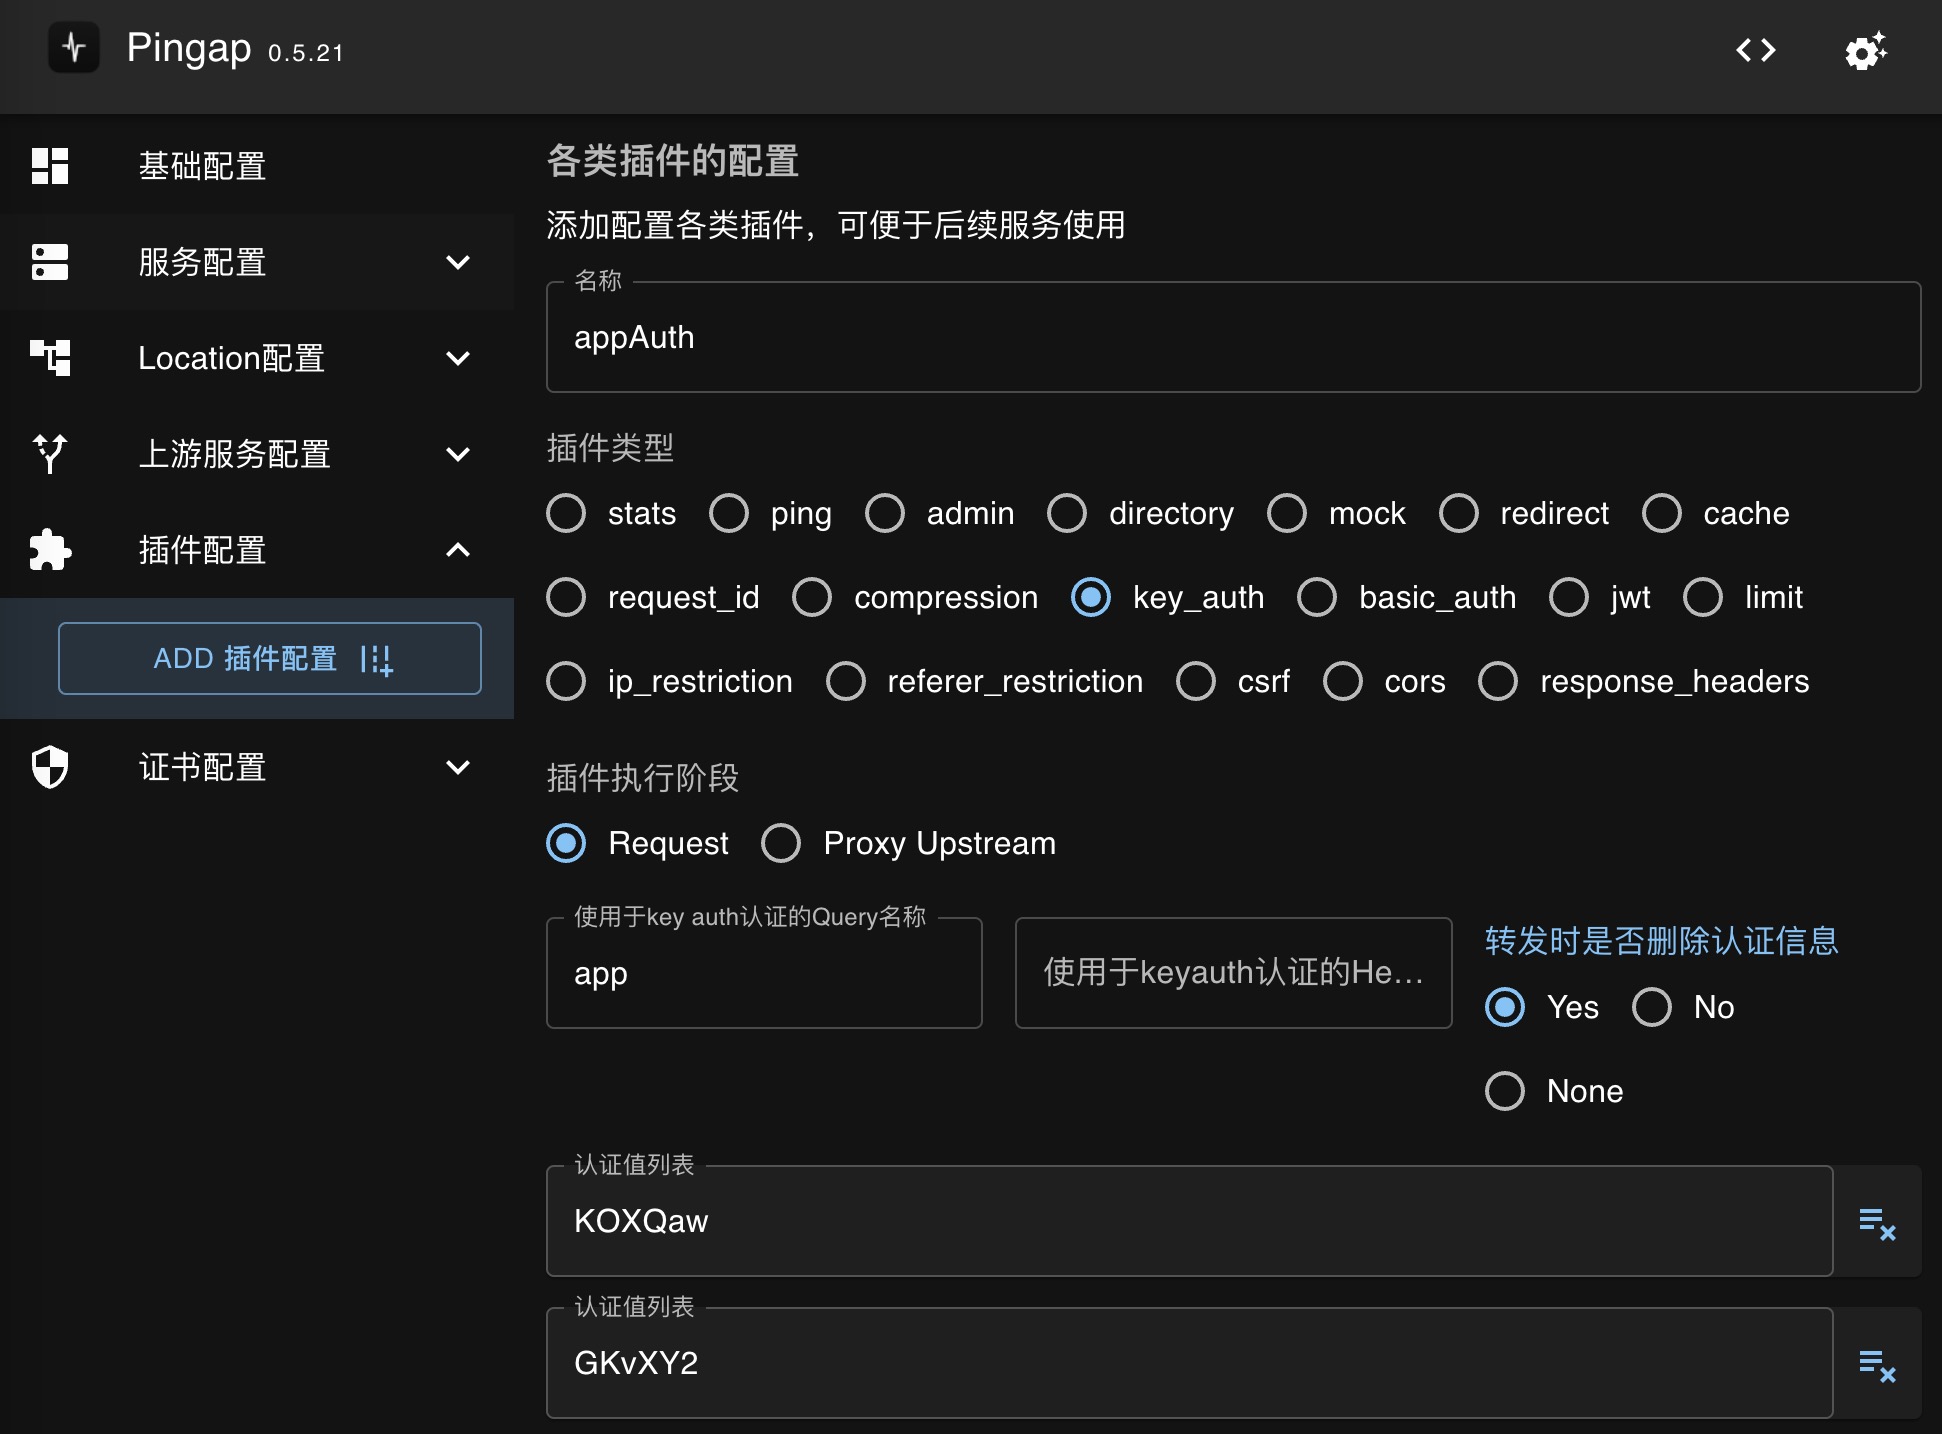 Pingap 0.5.21
基础配置
服务配置
Location配置
上游服务配置
插件配置
ADD 插件配置
证书配置
各类插件的配置
添加配置各类插件，可便于后续服务使用
名称
appAuth
插件类型
stats ping admin directory mock redirect cache
request_id compression key_auth basic_auth jwt limit
ip_restriction referer_restriction csrf cors response_headers
插件执行阶段
Request Proxy Upstream
使用于key auth认证的Query名称
app
使用于keyauth认证的He...
转发时是否删除认证信息
Yes No
None
认证值列表
KOXQaw
认证值列表
GKvXY2